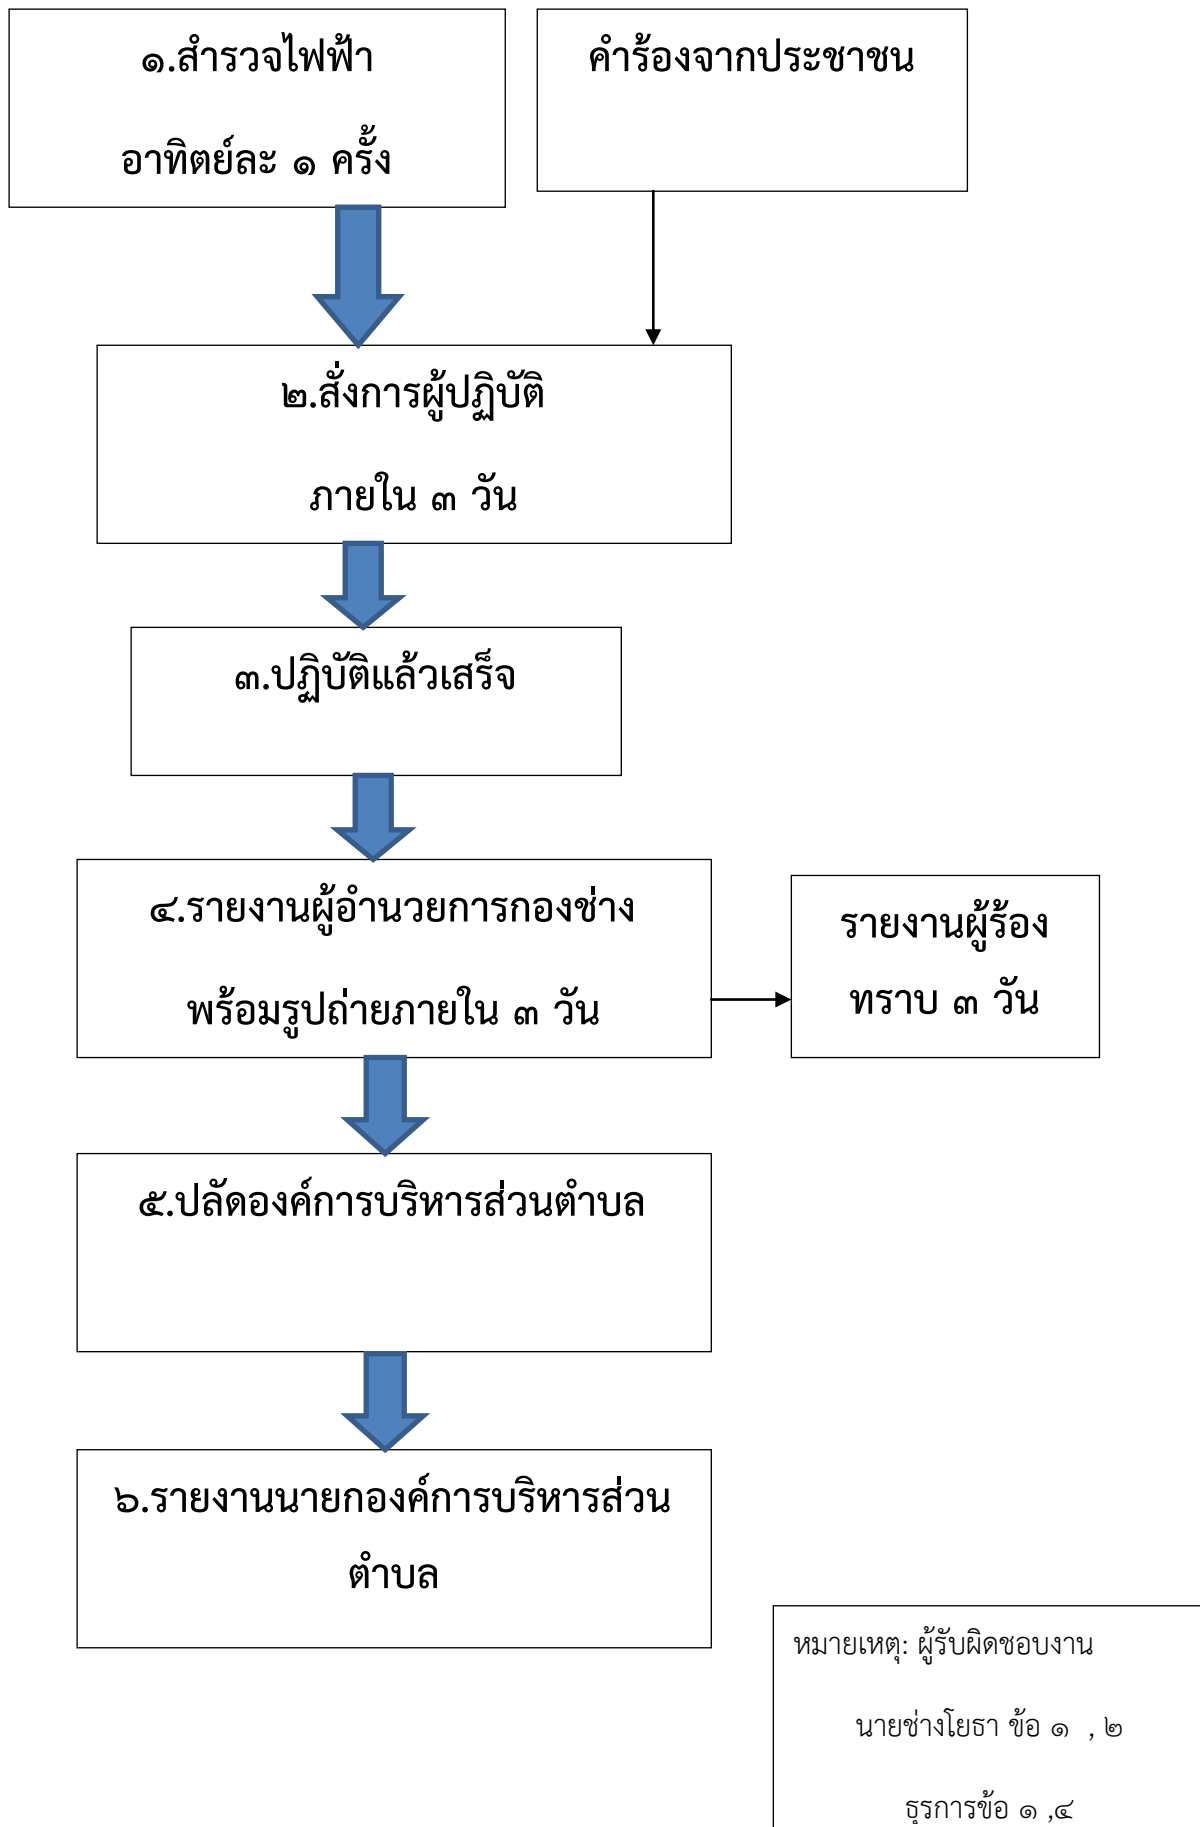 ๑.สำรวจไฟฟ้า
อาทิตย์ละ ๑ ครั้ง
คำร้องจากประชาชน
๒.สั่งการผู้ปฏิบัติ
ภายใน ๓ วัน
๓.ปฏิบัติแล้วเสร็จ
๔.รายงานผู้อำนวยการกองช่าง
พร้อมรูปถ่ายภายใน ๓ วัน
รายงานผู้ร้อง
ทราบ ๓ วัน
๕.ปลัดองค์การบริหารส่วนตำบล
๖.รายงานนายกองค์การบริหารส่วน
ตำบล
หมายเหตุ: ผู้รับผิดชอบงาน
นายช่างโยธา ข้อ ๑ , ๒
ธุรการข้อ ๑ ,๔